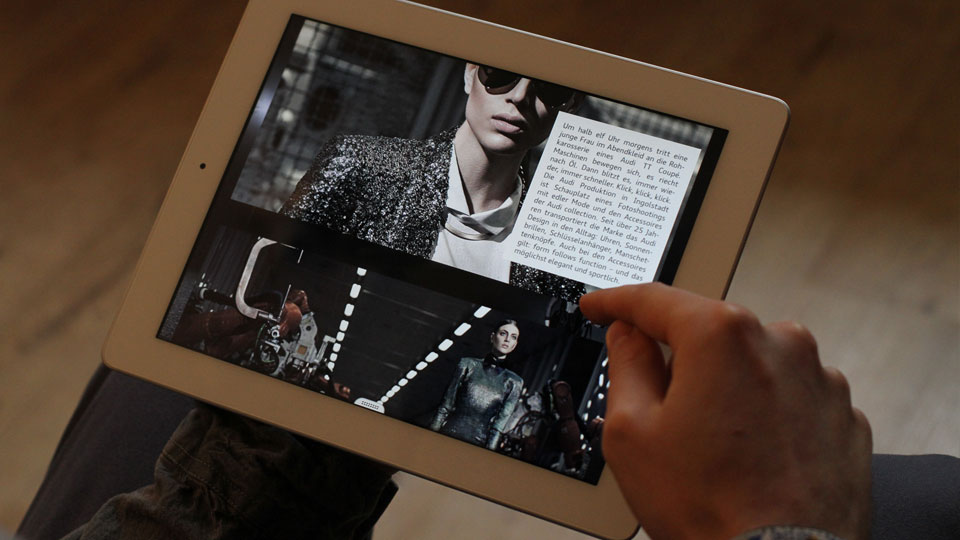 Um halb elf Uhr morgens tritt eine
junge Frau im Abendkleid an die Roh-
karosserie eines Audi TT Coupé.
Maschinen bewegen sich, es riecht
nach Öl. Dann blitzt es, immer wie-
der, immer schneller. Klick, klick, klick.
Die Audi Produktion in Ingolstadt
ist Schauplatz eines Fotoshootings
mit edler Mode und den Accessoires
der Audi collection. Seit über 25 Jah-
ren transportiert die Marke das Audi
Design in den Alltag: Uhren, Sonnen-
brillen, Schlüsselanhänger, Manschet-
tenknöpfe. Auch bei den Accessoires
gilt: form follows function – und das
möglichst elegant und sportlich.